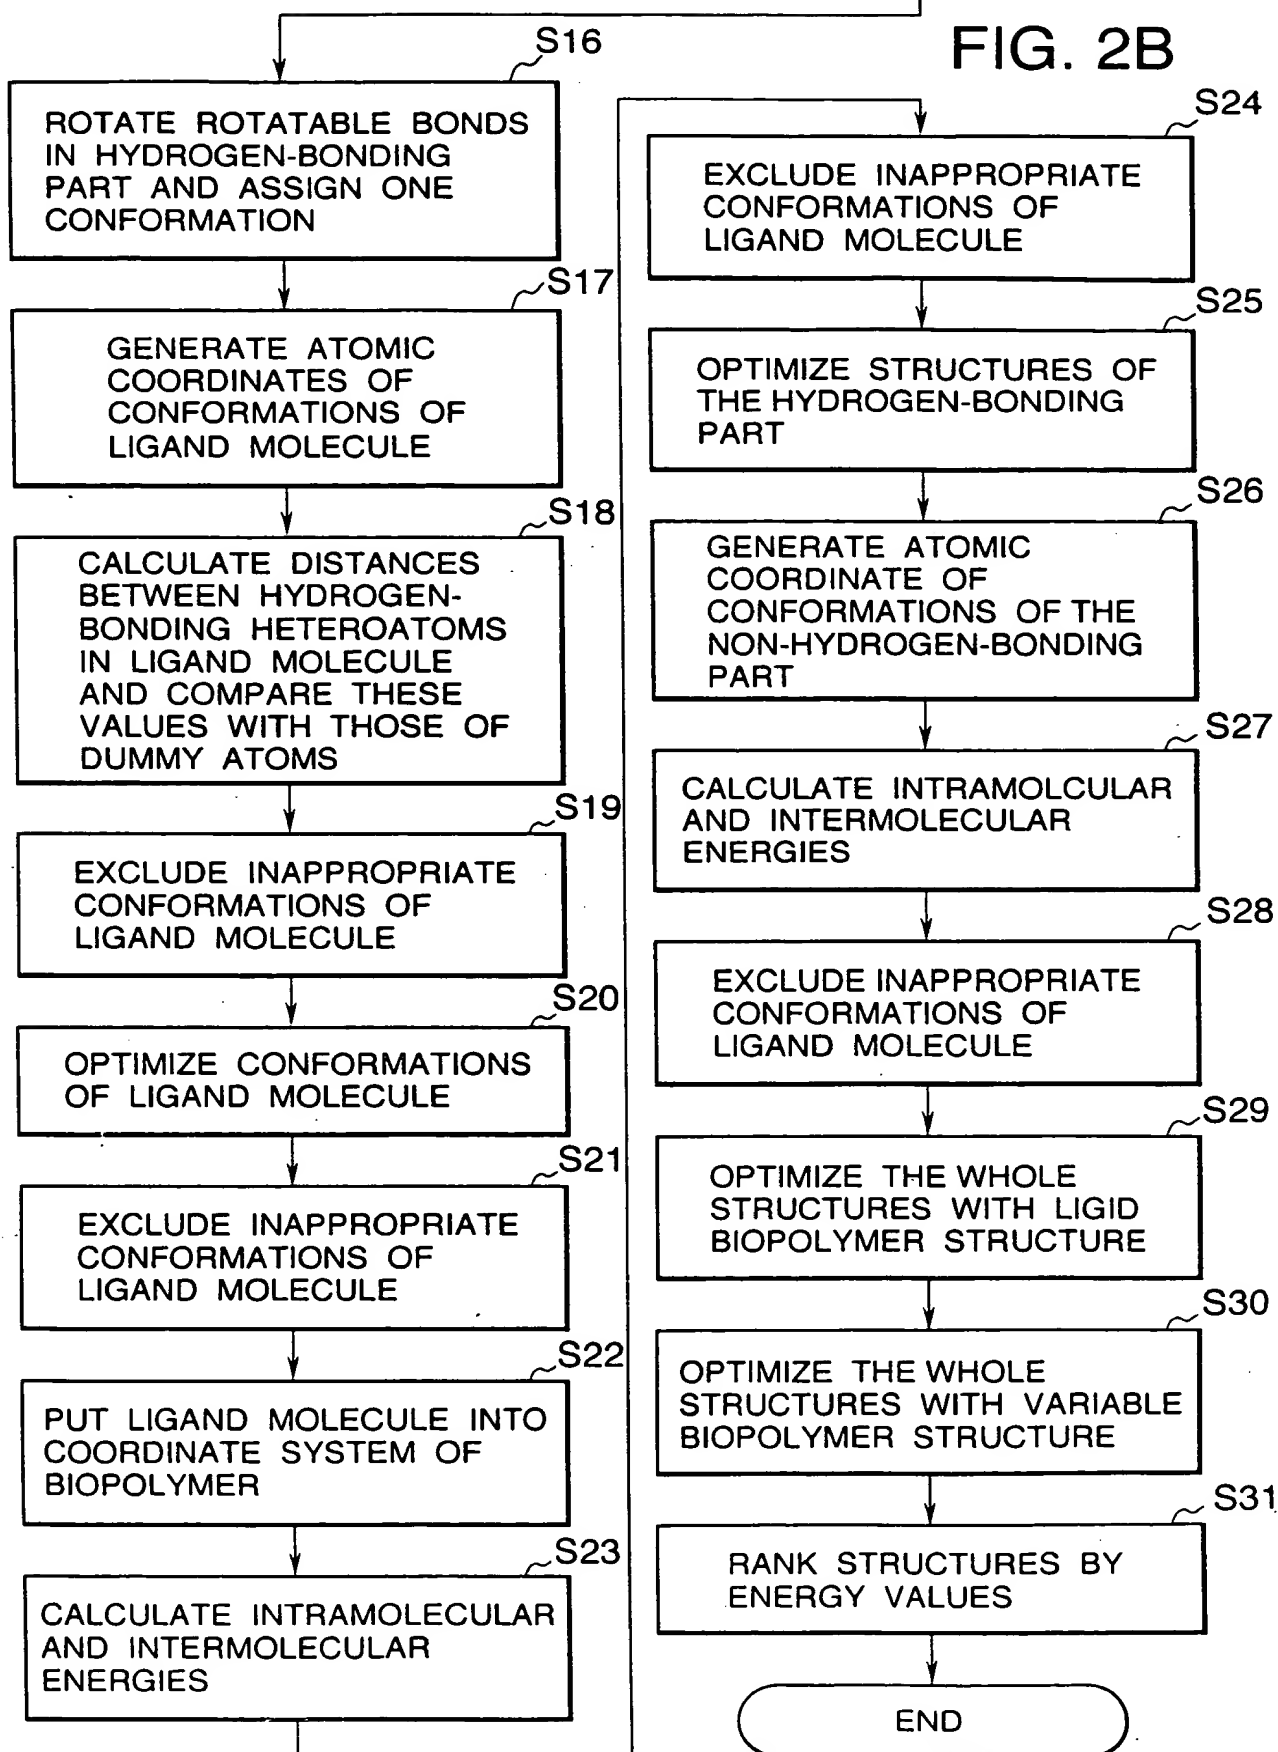 FIG. 2B
S16
ROTATE ROTATABLE BONDS
IN HYDROGEN-BONDING
PART AND ASSIGN ONE
CONFORMATION
S17
GENERATE ATOMIC
COORDINATES OF
CONFORMATIONS OF
LIGAND MOLECULE
S18
CALCULATE DISTANCES
BETWEEN HYDROGEN-
BONDING HETEROATOMS
IN LIGAND MOLECULE
AND COMPARE THESE
VALUES WITH THOSE OF
DUMMY ATOMS
S19
EXCLUDE INAPPROPRIATE
CONFORMATIONS OF
LIGAND MOLECULE
S20
OPTIMIZE CONFORMATIONS
OF LIGAND MOLECULE
S21
EXCLUDE INAPPROPRIATE
CONFORMATIONS OF
LIGAND MOLECULE
S22
PUT LIGAND MOLECULE INTO
COORDINATE SYSTEM OF
BIOPOLYMER
S23
CALCULATE INTRAMOLECULAR
AND INTERMOLECULAR
ENERGIES
S24
EXCLUDE INAPPROPRIATE
CONFORMATIONS OF
LIGAND MOLECULE
S25
OPTIMIZE STRUCTURES OF
THE HYDROGEN-BONDING
PART
S26
GENERATE ATOMIC
COORDINATE OF
CONFORMATIONS OF THE
NON-HYDROGEN-BONDING
PART
S27
CALCULATE INTRAMOLCULAR
AND INTERMOLECULAR
ENERGIES
S28
EXCLUDE INAPPROPRIATE
CONFORMATIONS OF
LIGAND MOLECULE
S29
OPTIMIZE THE WHOLE
STRUCTURES WITH LIGID
BIOPOLYMER STRUCTURE
S30
OPTIMIZE THE WHOLE
STRUCTURES WITH VARIABLE
BIOPOLYMER STRUCTURE
S31
RANK STRUCTURES BY
ENERGY VALUES
END